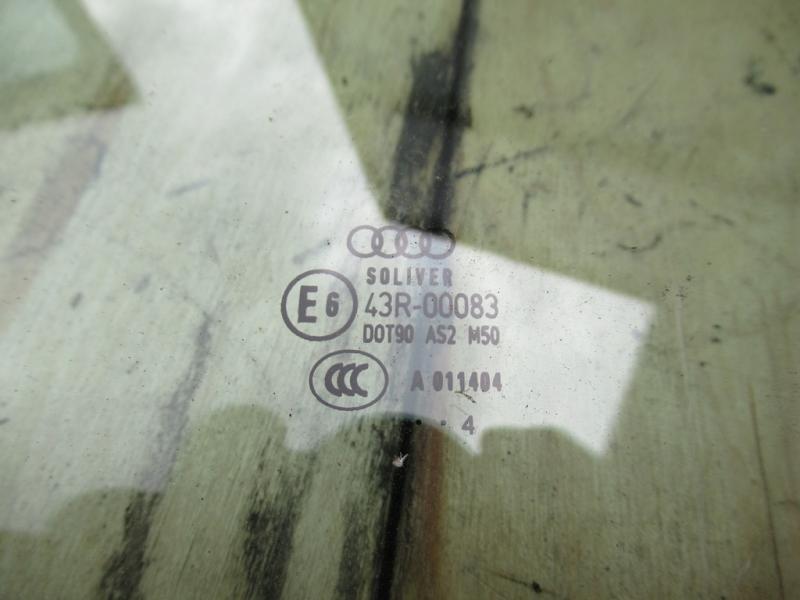 SOLIVER
E6 43R-00083
DOT90 AS2 M50
CCC A 011404
. . 4